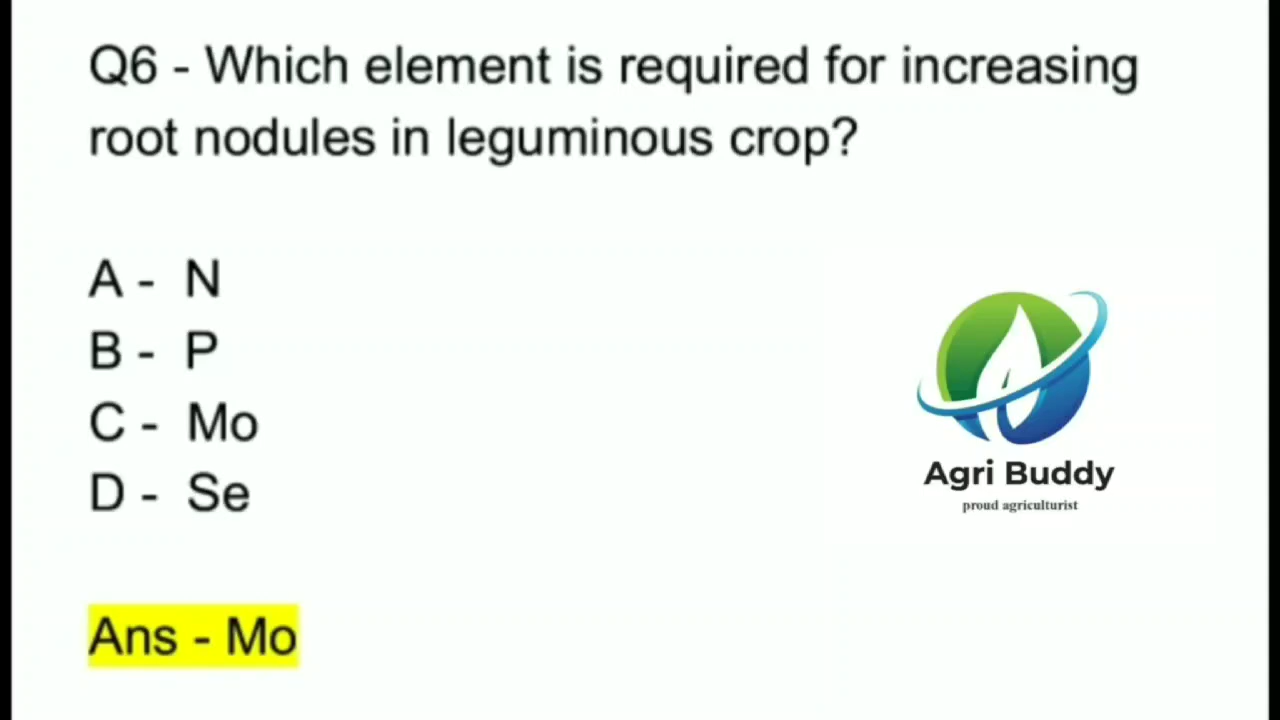 Q6 - Which element is required for increasing
root nodules in leguminous crop?
A - N
B - P
C - Mo
D - Se
Agri Buddy
proud agriculturist
Ans - Mo